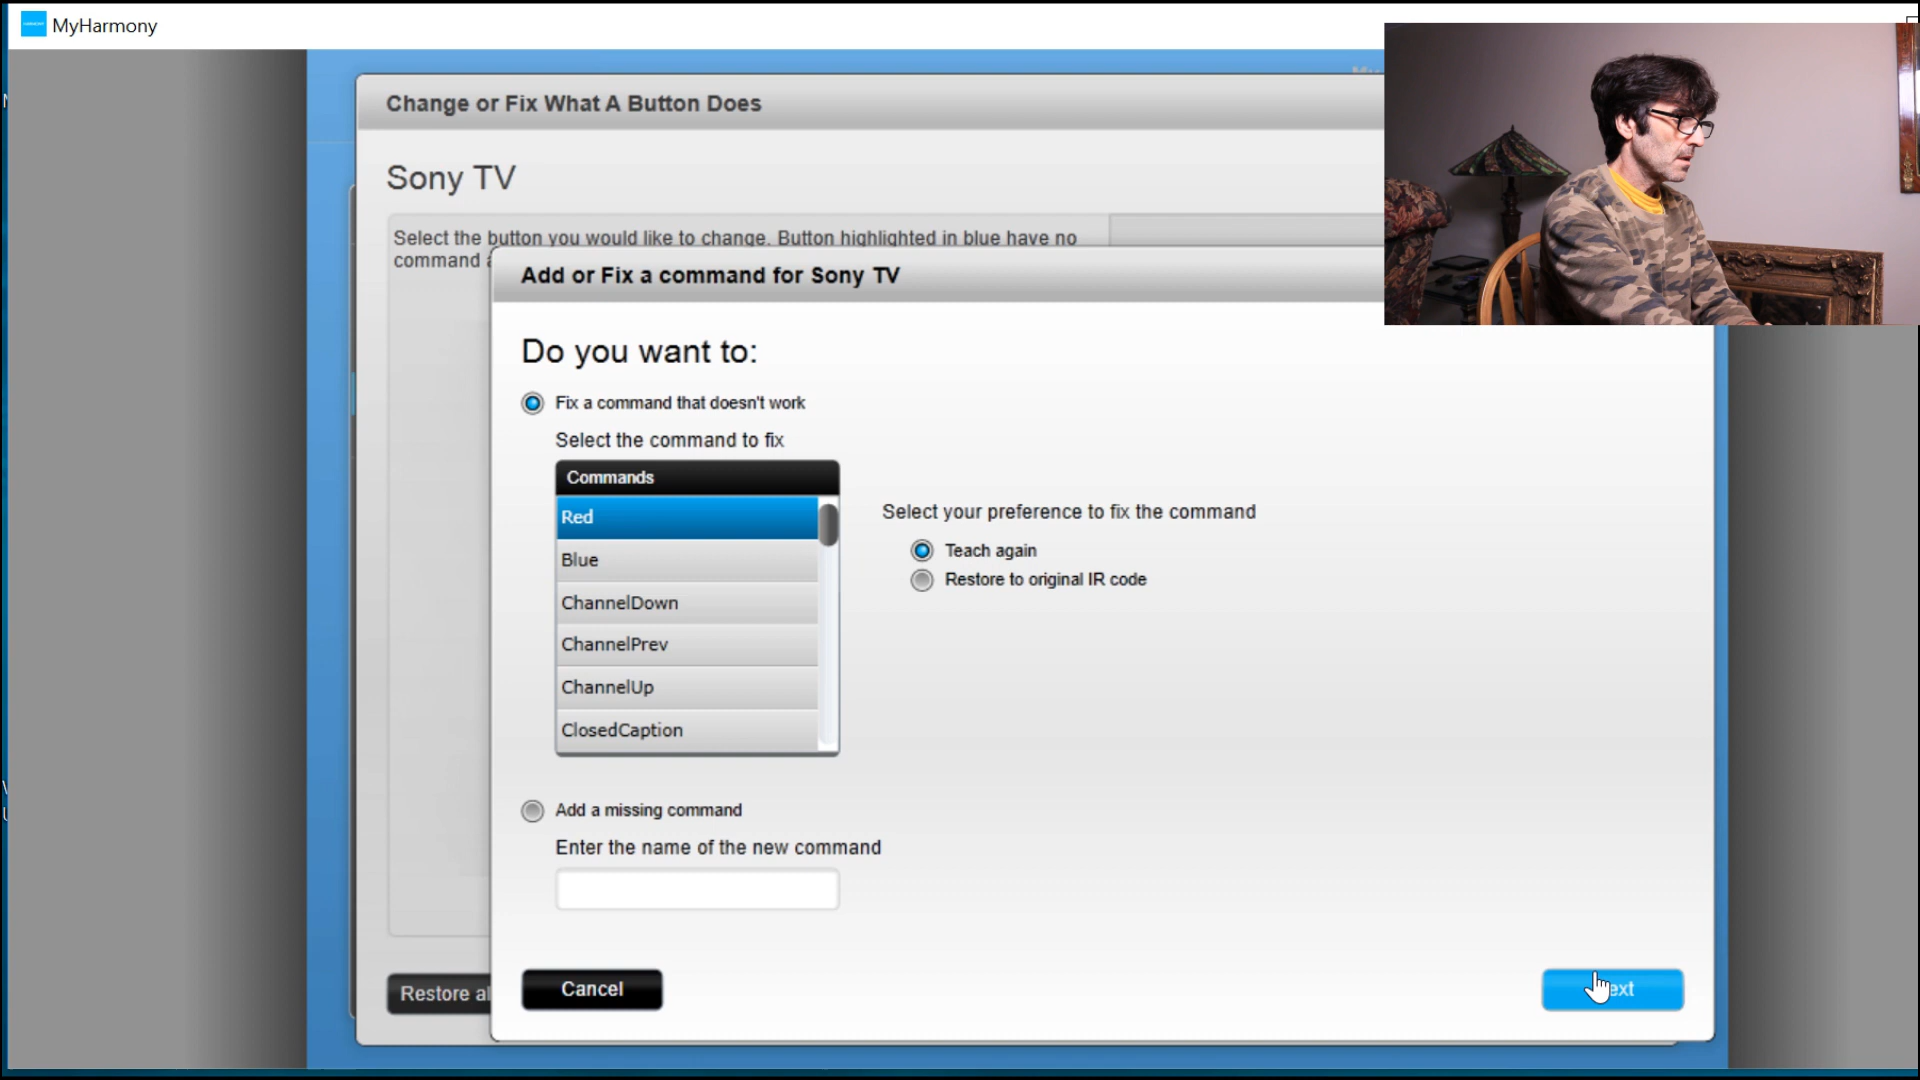 MyHarmony
Change or Fix What A Button Does
Sony TV
Select the button you would like to change. Button highlighted in blue have no
command
Add or Fix a command for Sony TV
Do you want to:
Fix a command that doesn't work
Select the command to fix
Commands
Red
Blue
ChannelDown
ChannelPrev
ChannelUp
ClosedCaption
Select your preference to fix the command
Teach again
Restore to original IR code
Add a missing command
Enter the name of the new command
Restore
Cancel